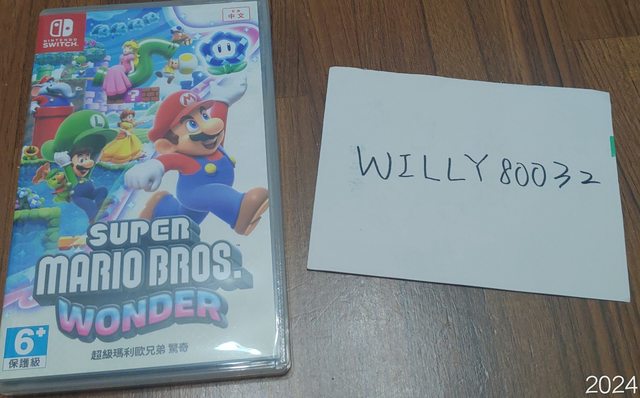 NINTENDO
SWITCH
中文
SUPER
MARIO BROS.
WONDER
超級瑪利歐兄弟 驚奇
6+
保護級
WILLY80032
2024